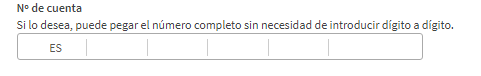 Nº de cuenta
Si lo desea, puede pegar el número completo sin necesidad de introducir dígito a dígito.
ES